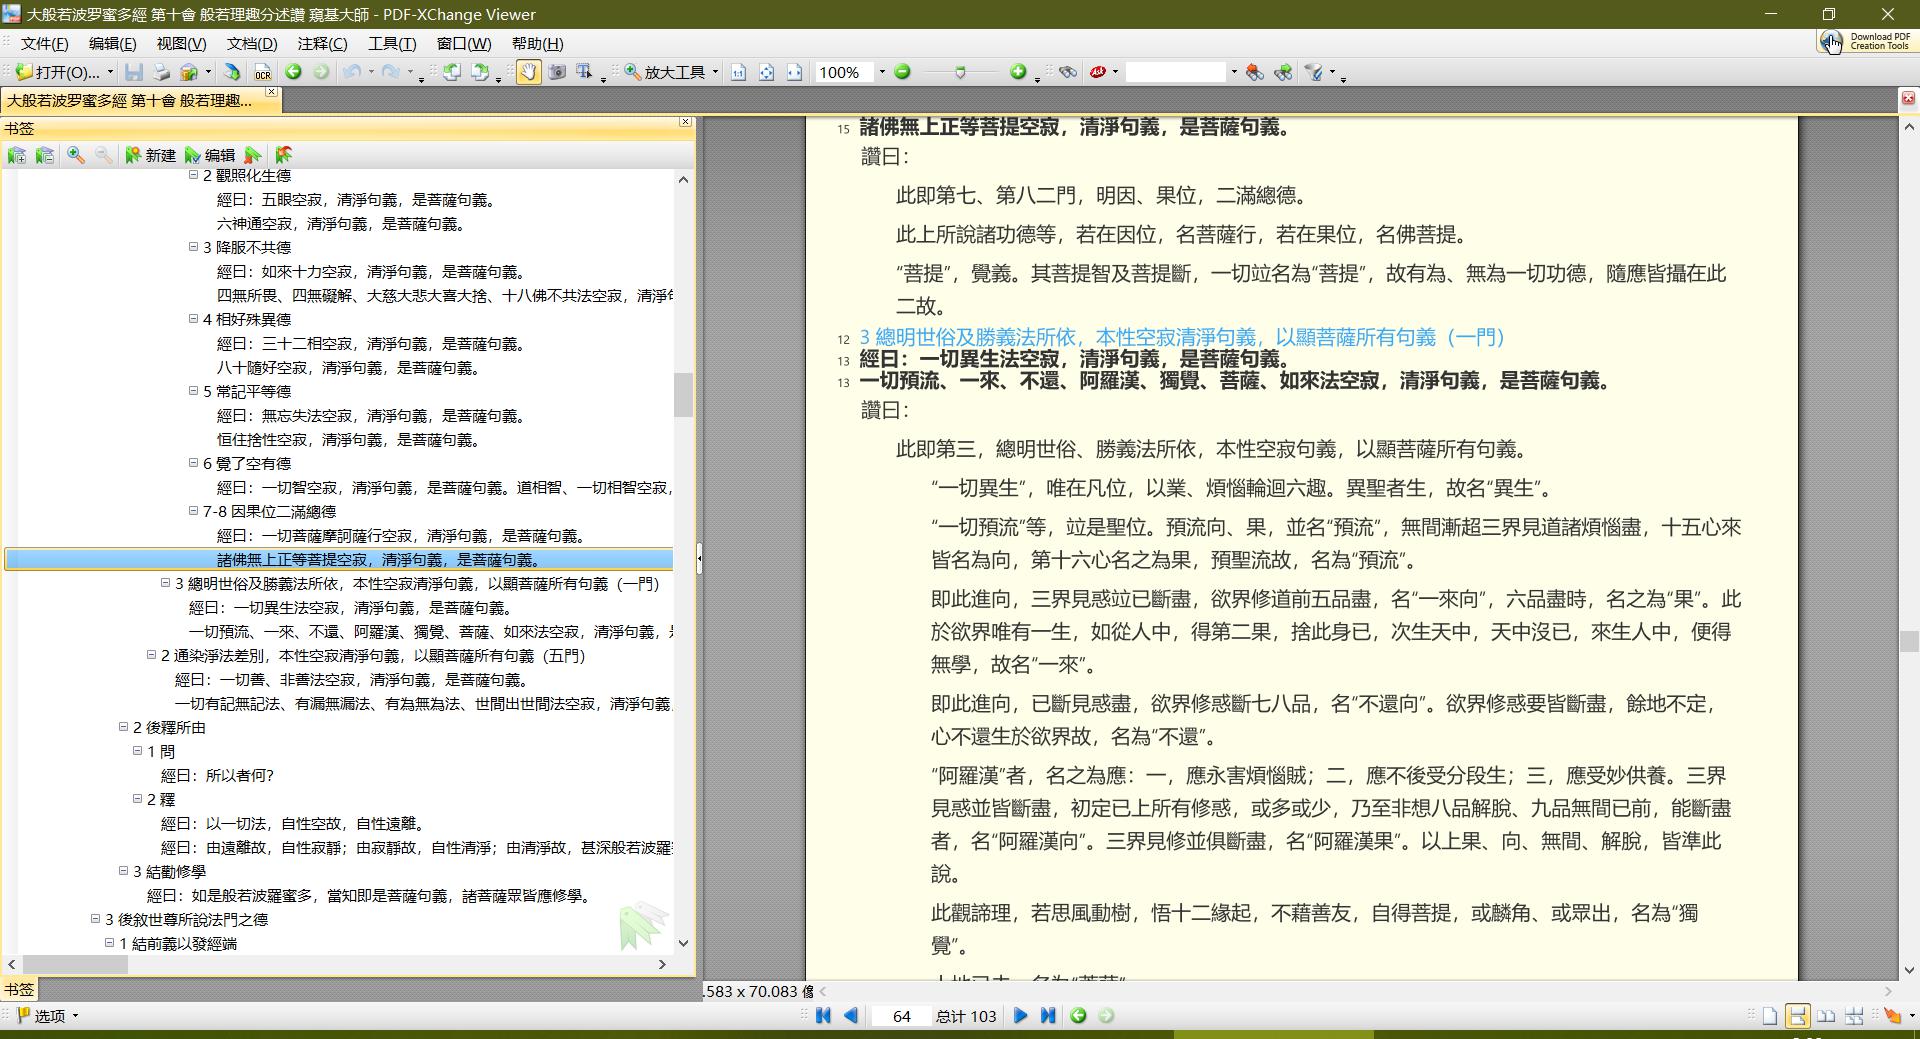 大般若波罗蜜多經 第十會 般若理趣分述讚 窺基大師 - PDF-XChange Viewer
文件(F) 编辑(E) 视图(V) 文档(D) 注释(C) 工具(T) 窗口(W) 帮助(H)
Download PDF
Creation Tools
打开(O)... OCR 放大工具 100%
大般若波罗蜜多經 第十會 般若理趣...
书签
新建 编辑
2 觀照化生德
經曰：五眼空寂，清淨句義，是菩薩句義。
六神通空寂，清淨句義，是菩薩句義。
3 降服不共德
經曰：如來十力空寂，清淨句義，是菩薩句義。
四無所畏、四無礙解、大慈大悲大喜大捨、十八佛不共法空寂，清淨句
4 相好殊異德
經曰：三十二相空寂，清淨句義，是菩薩句義。
八十隨好空寂，清淨句義，是菩薩句義。
5 常記平等德
經曰：無忘失法空寂，清淨句義，是菩薩句義。
恒住捨性空寂，清淨句義，是菩薩句義。
6 覺了空有德
經曰：一切智空寂，清淨句義，是菩薩句義。道相智、一切相智空寂，
7-8 因果位二滿總德
經曰：一切菩薩摩訶薩行空寂，清淨句義，是菩薩句義。
諸佛無上正等菩提空寂，清淨句義，是菩薩句義。
3 總明世俗及勝義法所依，本性空寂清淨句義，以顯菩薩所有句義（一門）
經曰：一切異生法空寂，清淨句義，是菩薩句義。
一切預流、一來、不還、阿羅漢、獨覺、菩薩、如來法空寂，清淨句義，
2 通染淨法差別，本性空寂清淨句義，以顯菩薩所有句義（五門）
經曰：一切善、非善法空寂，清淨句義，是菩薩句義。
一切有記無記法、有漏無漏法、有為無為法、世間出世間法空寂，清淨句義，
2 後釋所由
1 問
經曰：所以者何？
2 釋
經曰：以一切法，自性空故，自性遠離。
經曰：由遠離故，自性寂靜；由寂靜故，自性清淨；由清淨故，甚深般若波羅
3 結勸修學
經曰：如是般若波羅蜜多，當知即是菩薩句義，諸菩薩眾皆應修學。
3 後敘世尊所說法門之德
1 結前義以發經端
书签
选项
15 諸佛無上正等菩提空寂，清淨句義，是菩薩句義。
讚曰：
此即第七、第八二門，明因、果位，二滿總德。
此上所說諸功德等，若在因位，名菩薩行，若在果位，名佛菩提。
“菩提”，覺義。其菩提智及菩提斷，一切竝名為“菩提”，故有為、無為一切功德，隨應皆攝在此
二故。
12 3 總明世俗及勝義法所依，本性空寂清淨句義，以顯菩薩所有句義（一門）
13 經曰：一切異生法空寂，清淨句義，是菩薩句義。
13 一切預流、一來、不還、阿羅漢、獨覺、菩薩、如來法空寂，清淨句義，是菩薩句義。
讚曰：
此即第三，總明世俗、勝義法所依，本性空寂句義，以顯菩薩所有句義。
“一切異生”，唯在凡位，以業、煩惱輪迴六趣。異聖者生，故名“異生”。
“一切預流”等，竝是聖位。預流向、果，並名“預流”，無間漸超三界見道諸煩惱盡，十五心來
皆名為向，第十六心名之為果，預聖流故，名為“預流”。
即此進向，三界見惑竝已斷盡，欲界修道前五品盡，名“一來向”，六品盡時，名之為“果”。此
於欲界唯有一生，如從人中，得第二果，捨此身已，次生天中，天中沒已，來生人中，便得
無學，故名“一來”。
即此進向，已斷見惑盡，欲界修惑斷七八品，名“不還向”。欲界修惑要皆斷盡，餘地不定，
心不還生於欲界故，名為“不還”。
“阿羅漢”者，名之為應：一，應永害煩惱賊；二，應不後受分段生；三，應受妙供養。三界
見惑並皆斷盡，初定已上所有修惑，或多或少，乃至非想八品解脫、九品無間已前，能斷盡
者，名“阿羅漢向”。三界見修並俱斷盡，名“阿羅漢果”。以上果、向、無間、解脫，皆準此
說。
此觀諦理，若思風動樹，悟十二緣起，不藉善友，自得菩提，或麟角、或眾出，名為“獨
覺”。
.583 x 70.083 像
64 总计 103